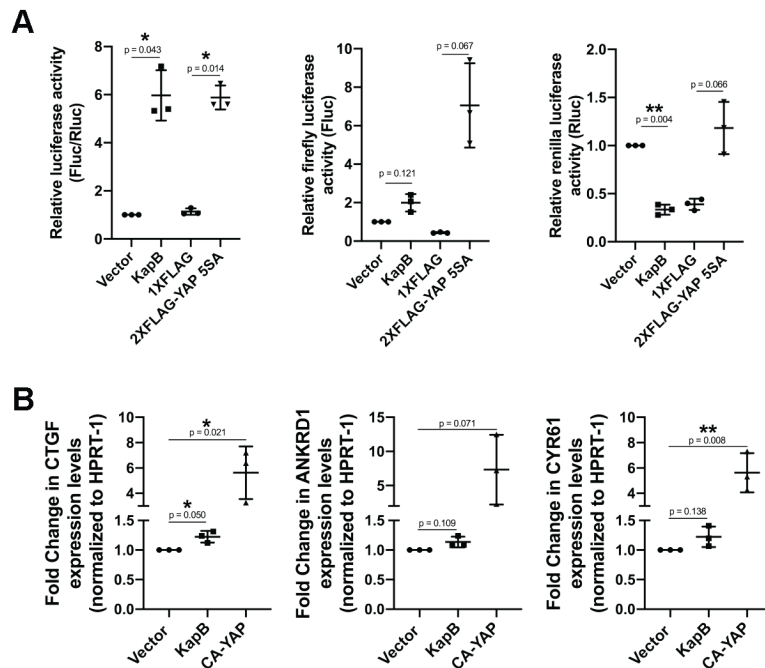 A
Relative luciferase activity
(Fluc/Rluc)
8
6
4
2
0
*
p = 0.043
*
p = 0.014
Vector
KapB
1XFLAG
2XFLAG-YAP 5SA
Relative firefly luciferase
activity (Fluc)
10
8
6
4
2
0
p = 0.121
p = 0.067
Vector
KapB
1XFLAG
2XFLAG-YAP 5SA
Relative renilla luciferase
activity (Rluc)
2.0
1.5
1.0
0.5
0.0
**
p = 0.004
p = 0.066
Vector
KapB
1XFLAG
2XFLAG-YAP 5SA
B
Fold Change in CTGF
expression levels
(normalized to HPRT-1)
10
8
6
4
1.5
1.0
0.5
0.0
*
p = 0.021
*
p = 0.050
Vector
KapB
CA-YAP
Fold Change in ANKRD1
expression levels
(normalized to HPRT-1)
15
10
5
1.5
1.0
0.5
0.0
p = 0.071
p = 0.109
Vector
KapB
CA-YAP
Fold Change in CYR61
expression levels
(normalized to HPRT-1)
10
8
6
4
1.5
1.0
0.5
0.0
**
p = 0.008
p = 0.138
Vector
KapB
CA-YAP